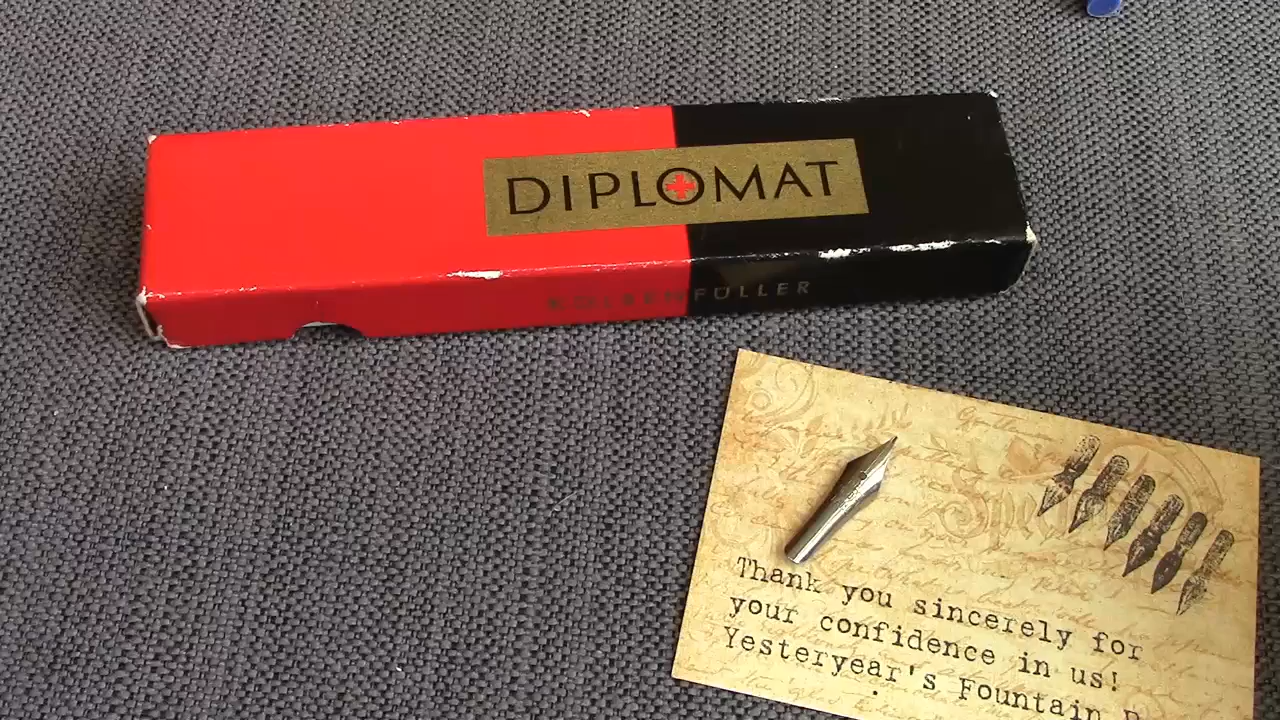 DIPLOMAT
KOLBENFÜLLER
Thank you sincerely for
your confidence in us!
Yesteryear's Fountain